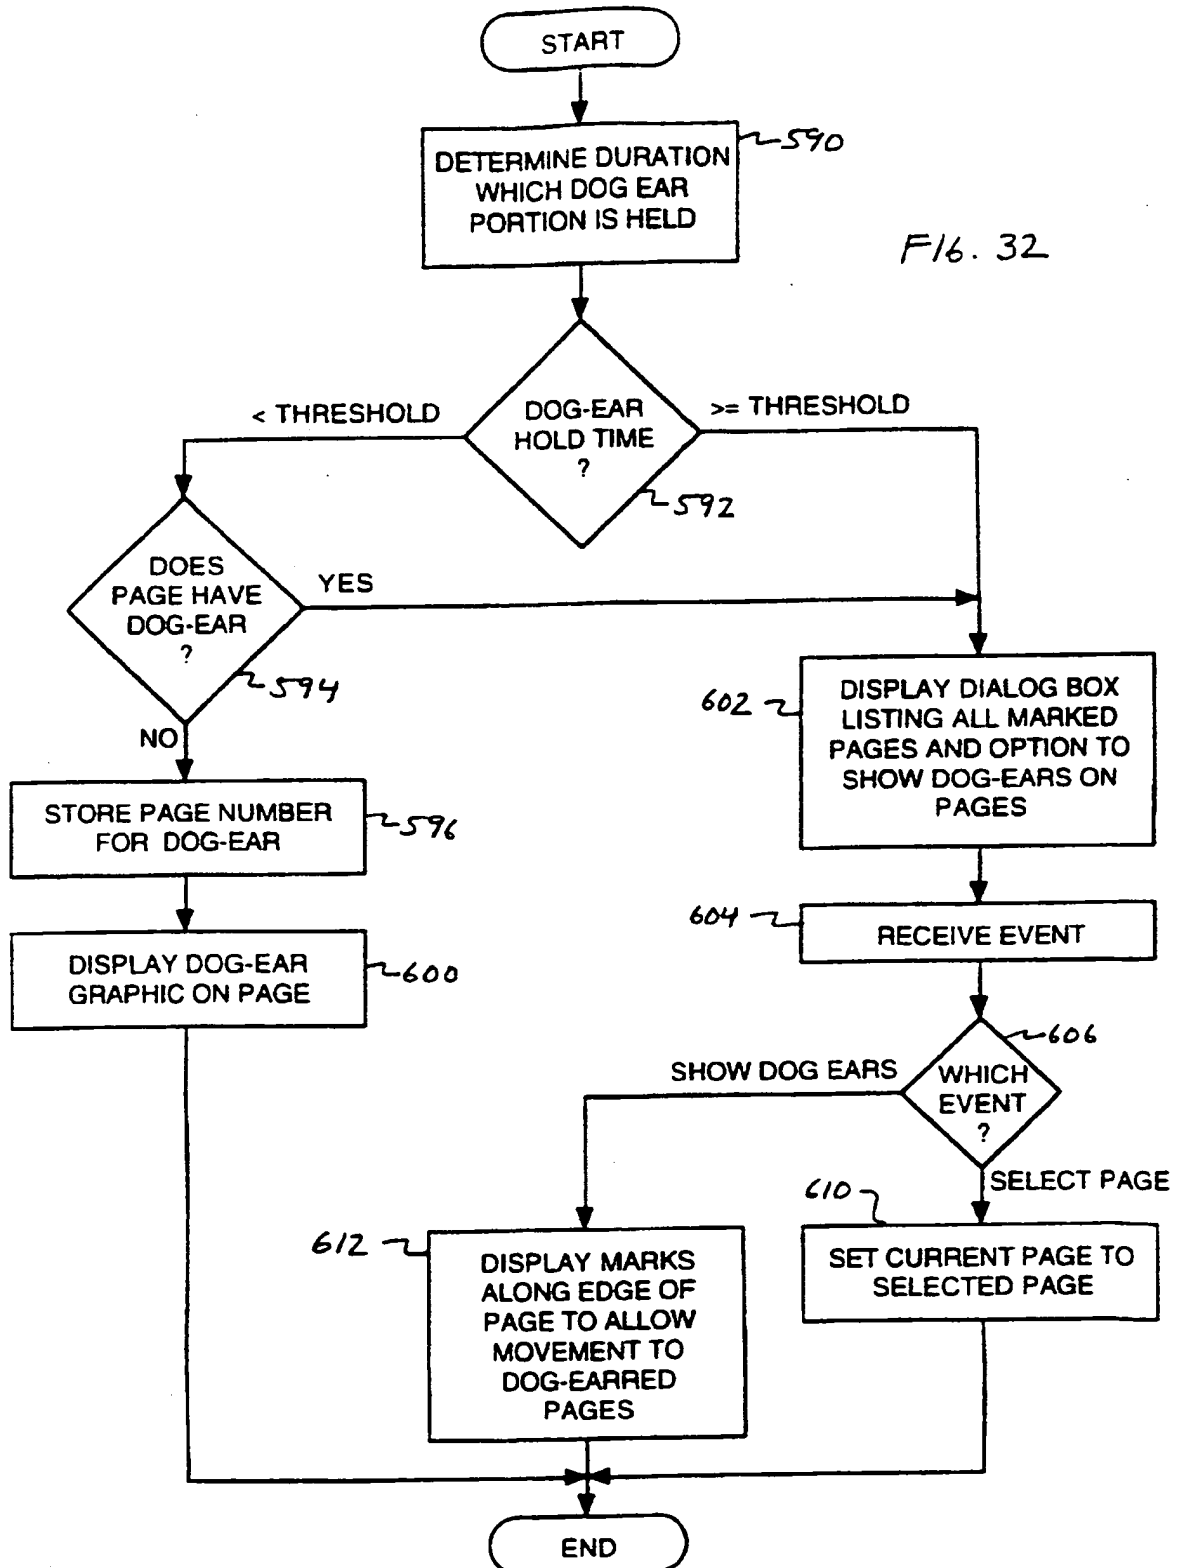 START
DETERMINE DURATION
WHICH DOG EAR
PORTION IS HELD
590
FIG. 32
DOG-EAR
HOLD TIME
?
592
< THRESHOLD
>= THRESHOLD
DOES
PAGE HAVE
DOG-EAR
?
594
YES
NO
STORE PAGE NUMBER
FOR DOG-EAR
596
DISPLAY DOG-EAR
GRAPHIC ON PAGE
600
602
DISPLAY DIALOG BOX
LISTING ALL MARKED
PAGES AND OPTION TO
SHOW DOG-EARS ON
PAGES
604
RECEIVE EVENT
606
WHICH
EVENT
?
SHOW DOG EARS
SELECT PAGE
610
SET CURRENT PAGE TO
SELECTED PAGE
612
DISPLAY MARKS
ALONG EDGE OF
PAGE TO ALLOW
MOVEMENT TO
DOG-EARRED
PAGES
END